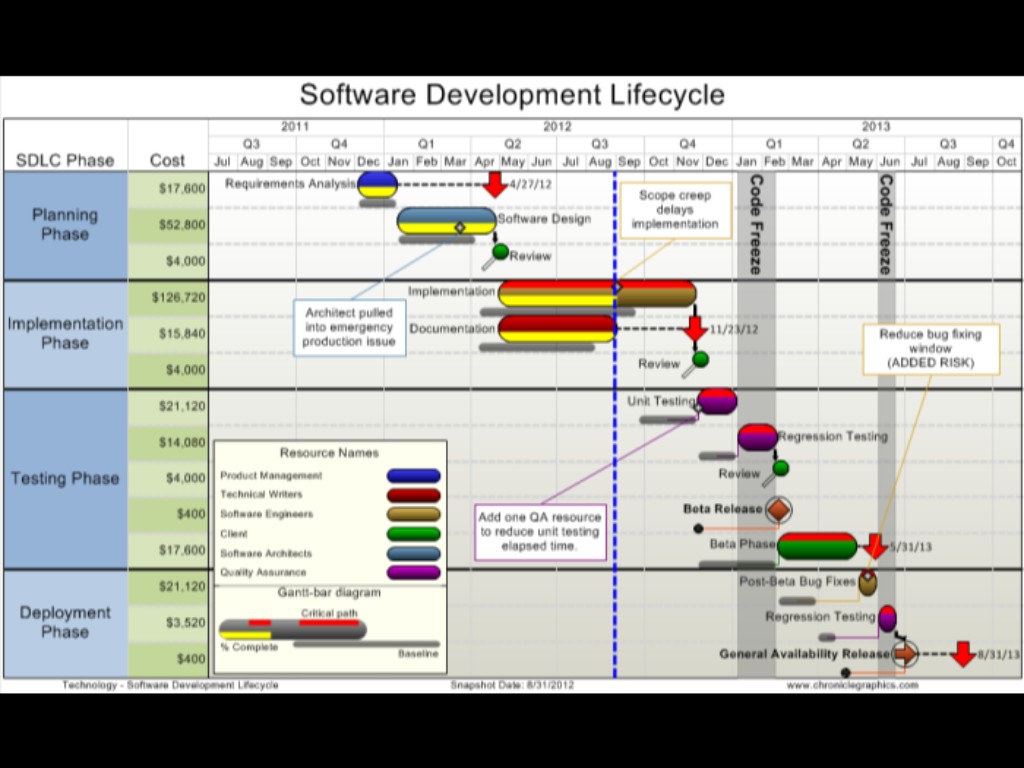 Software Development Lifecycle
2011 2012 2013
Q3 Q4 Q1 Q2 Q3 Q4 Q1 Q2 Q3 Q4
SDLC Phase Cost Jul Aug Sep Oct Nov Dec Jan Feb Mar Apr May Jun Jul Aug Sep Oct Nov Dec Jan Feb Mar Apr May Jun Jul Aug Sep Oct
Planning
Phase
$17,600
Requirements Analysis
4/27/12
$52,800
Software Design
$4,000
Review
Scope creep
delays
implementation
Code Freeze
Code Freeze
Implementation
Phase
$126,720
Implementation
$15,840
Documentation
11/23/12
$4,000
Review
Architect pulled
into emergency
production issue
Reduce bug fixing
window
(ADDED RISK)
Testing Phase
$21,120
Unit Testing
$14,080
Regression Testing
$4,000
Review
$400
Beta Release
$17,600
Beta Phase
5/31/13
Add one QA resource
to reduce unit testing
elapsed time.
Deployment
Phase
$21,120
Post-Beta Bug Fixes
$3,520
Regression Testing
$400
General Availability Release
8/31/13
Resource Names
Product Management
Technical Writers
Software Engineers
Client
Software Architects
Quality Assurance
Gantt-bar diagram
Critical path
% Complete
Baseline
Technology - Software Development Lifecycle
Snapshot Date: 8/31/2012
www.chroniclegraphics.com